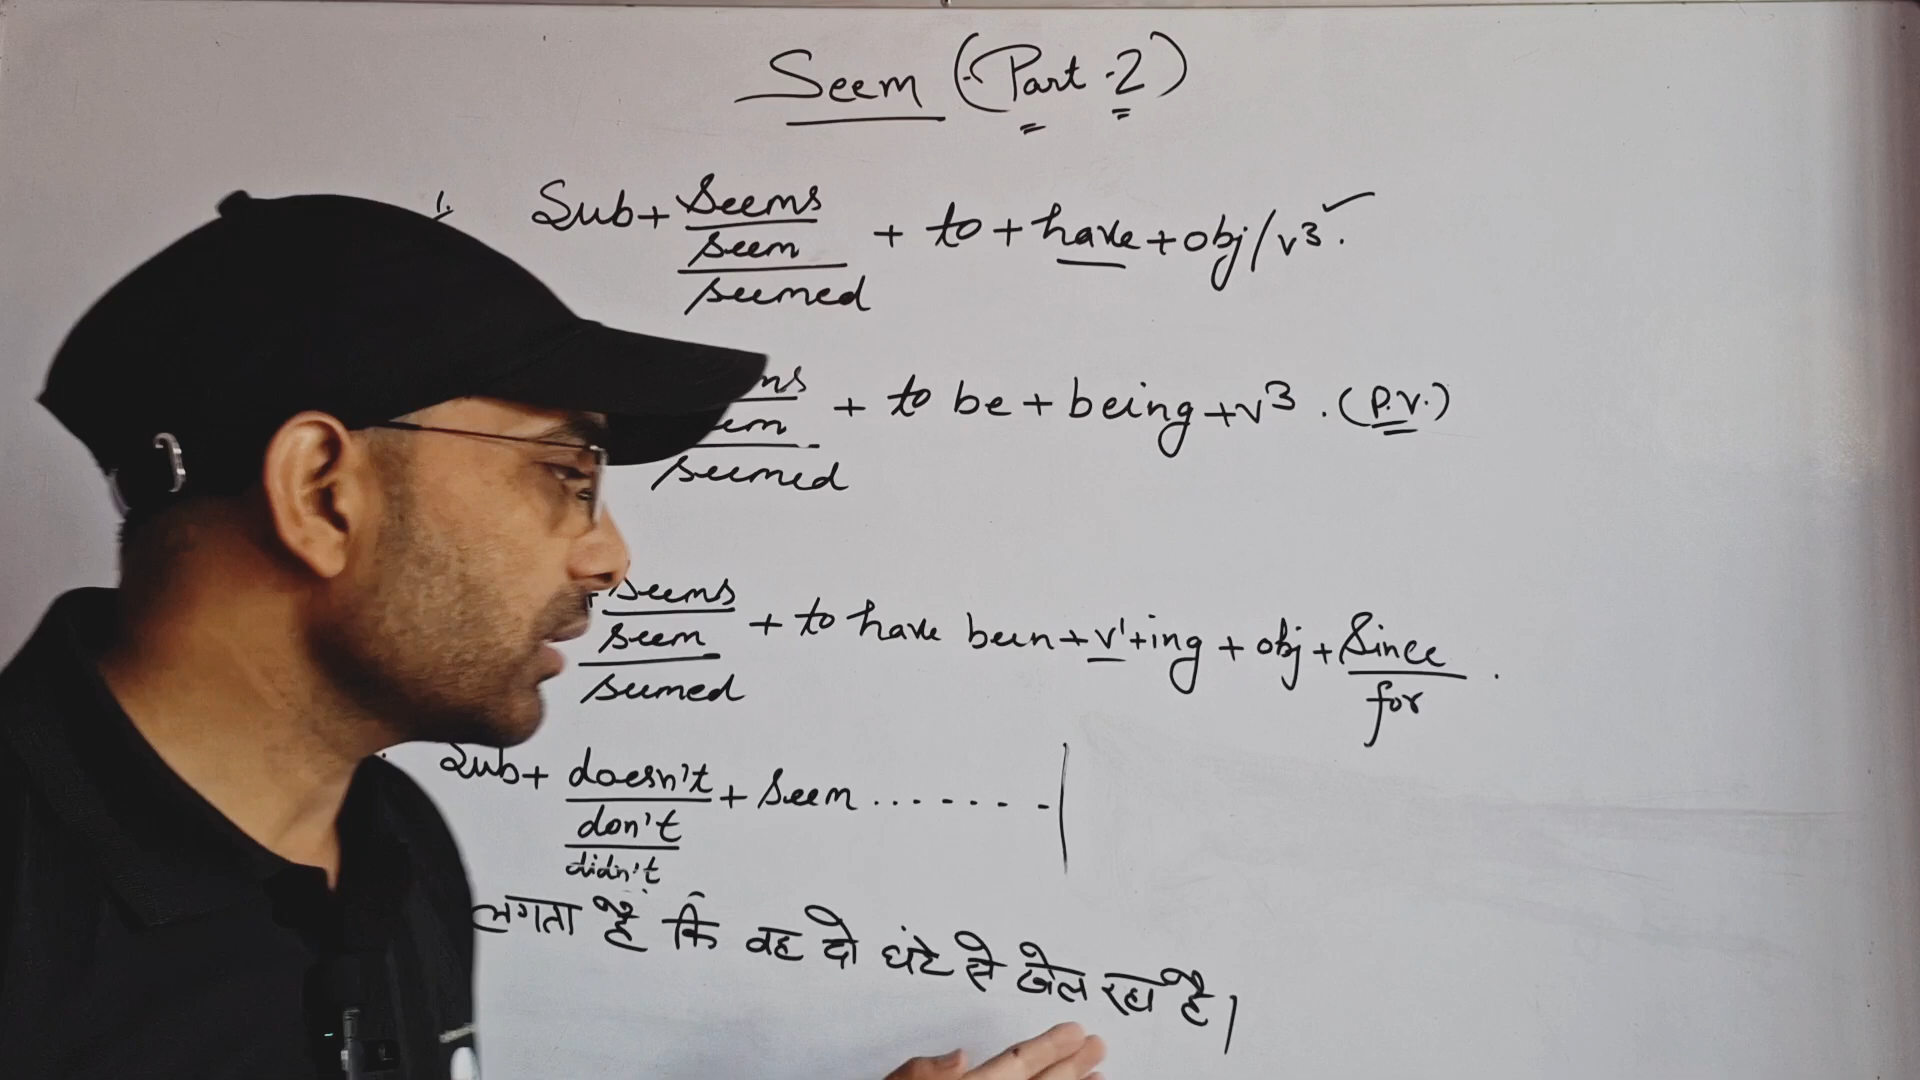 Seem (Part-2)
1. Sub + Seems / seem / seemed + to + have + obj/v3.
seemed + to be + being + v3. (P.V.)
Seems / seem / seemed + to have been + v1+ing + obj + Since / for.
Sub + doesn't / don't / didn't + Seem .......
लगता है कि वह दो घंटे से खेल रहा है।